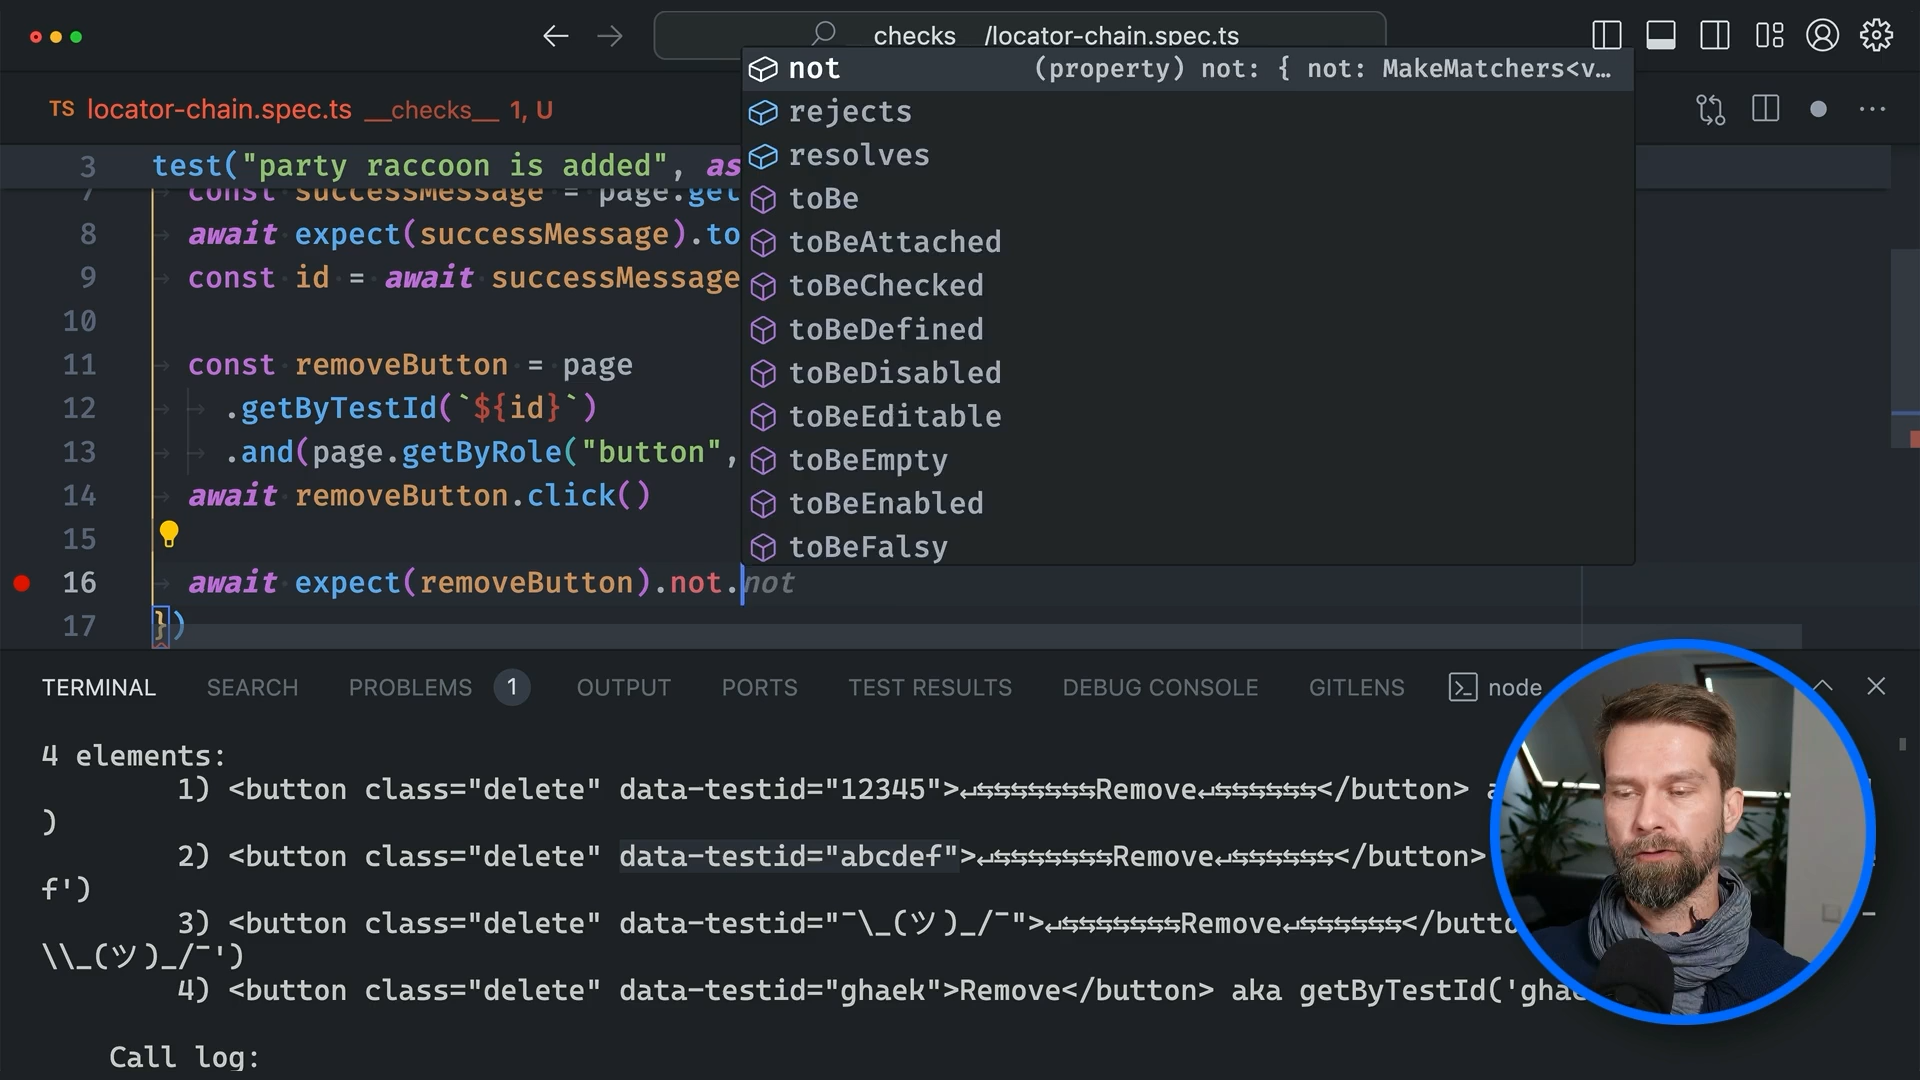 checks /locator-chain.spec.ts
TS locator-chain.spec.ts __checks__ 1, U
not (property) not: { not: MakeMatchers<v…
rejects
resolves
toBe
toBeAttached
toBeChecked
toBeDefined
toBeDisabled
toBeEditable
toBeEmpty
toBeEnabled
toBeFalsy
3 test("party raccoon is added", as
7 const successMessage = page.get
8 await expect(successMessage).to
9 const id = await successMessage
10
11 const removeButton = page
12 .getByTestId(`${id}`)
13 .and(page.getByRole("button",
14 await removeButton.click()
15
16 await expect(removeButton).not.not
17 })
TERMINAL SEARCH PROBLEMS 1 OUTPUT PORTS TEST RESULTS DEBUG CONSOLE GITLENS node
4 elements:
1) <button class="delete" data-testid="12345">↵⇆⇆⇆⇆⇆⇆⇆Remove↵⇆⇆⇆⇆⇆⇆</button> a
)
2) <button class="delete" data-testid="abcdef">↵⇆⇆⇆⇆⇆⇆⇆Remove↵⇆⇆⇆⇆⇆⇆</button>
f')
3) <button class="delete" data-testid="¯\_(ツ)_/¯">↵⇆⇆⇆⇆⇆⇆⇆Remove↵⇆⇆⇆⇆⇆⇆</butto
\\_(ツ)_/¯')
4) <button class="delete" data-testid="ghaek">Remove</button> aka getByTestId('ghae
Call log: